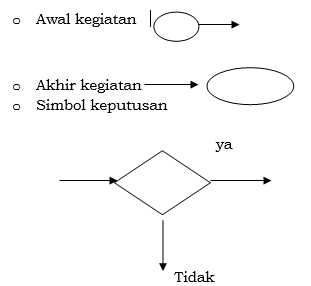 o Awal kegiatan
o Akhir kegiatan
o Simbol keputusan
ya
Tidak